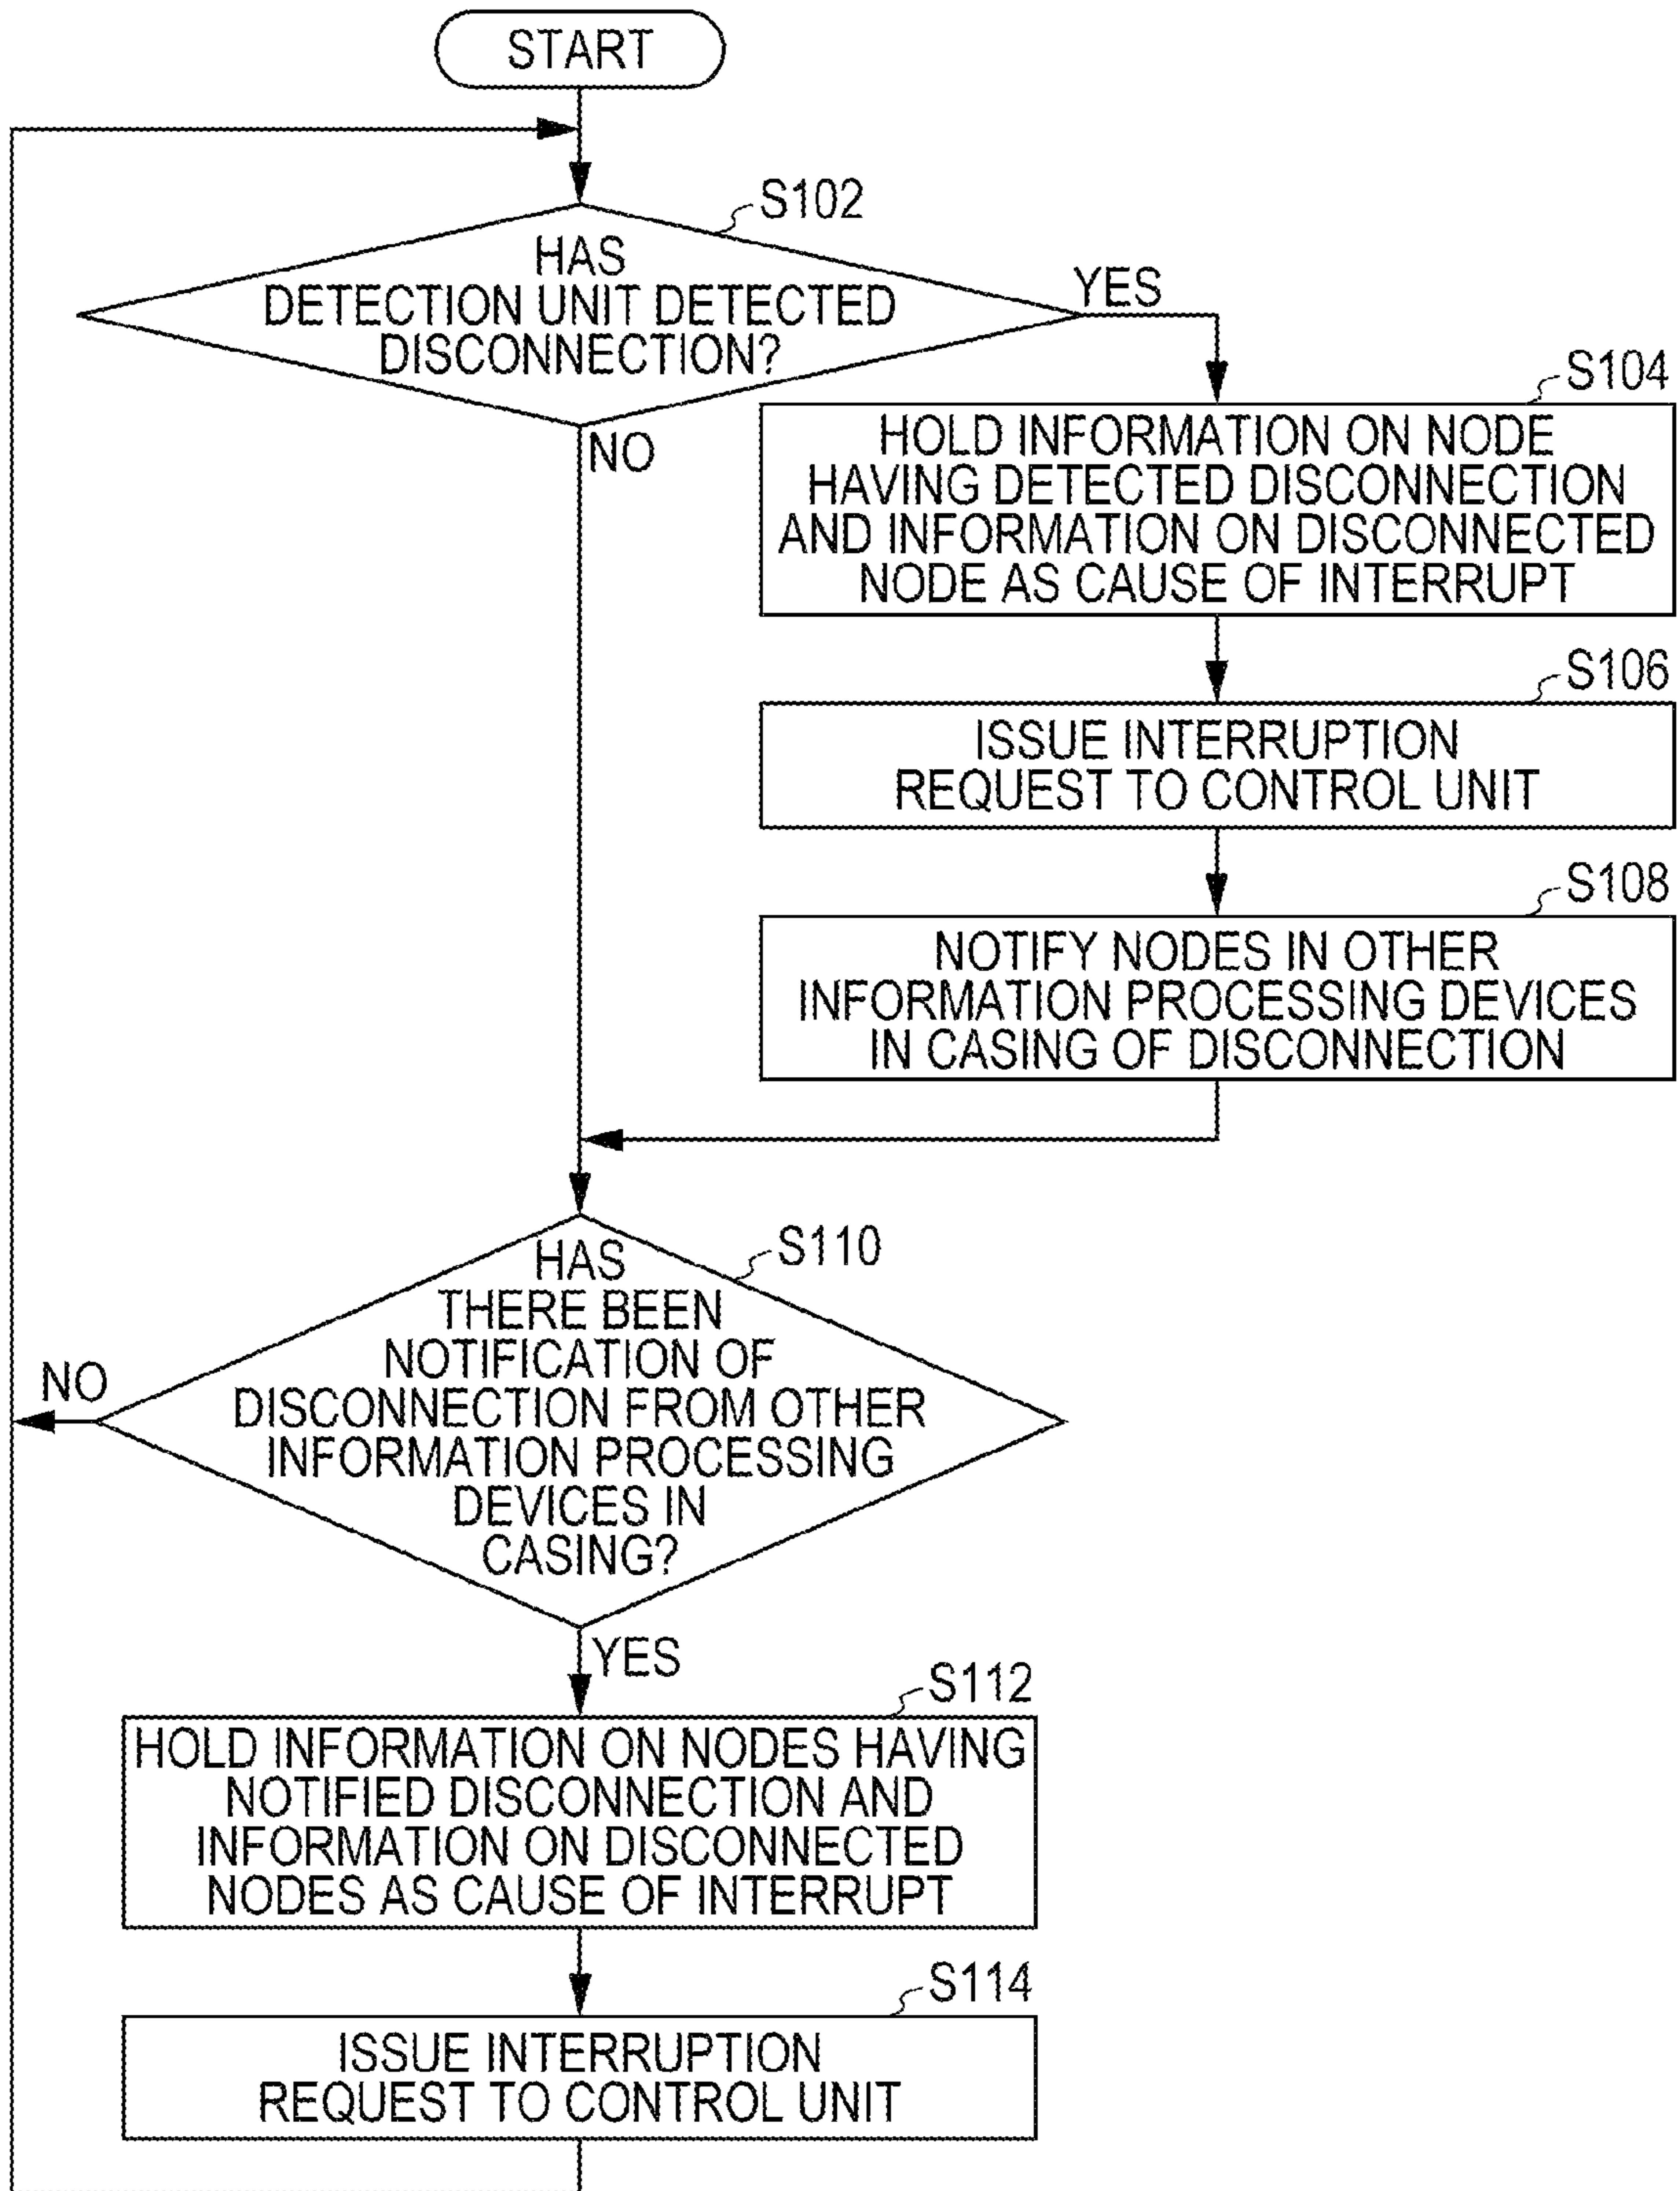 START
S102
HAS
DETECTION UNIT DETECTED
DISCONNECTION?
YES
NO
S104
HOLD INFORMATION ON NODE
HAVING DETECTED DISCONNECTION
AND INFORMATION ON DISCONNECTED
NODE AS CAUSE OF INTERRUPT
S106
ISSUE INTERRUPTION
REQUEST TO CONTROL UNIT
S108
NOTIFY NODES IN OTHER
INFORMATION PROCESSING DEVICES
IN CASING OF DISCONNECTION
S110
HAS
THERE BEEN
NOTIFICATION OF
DISCONNECTION FROM OTHER
INFORMATION PROCESSING
DEVICES IN
CASING?
NO
YES
S112
HOLD INFORMATION ON NODES HAVING
NOTIFIED DISCONNECTION AND
INFORMATION ON DISCONNECTED
NODES AS CAUSE OF INTERRUPT
S114
ISSUE INTERRUPTION
REQUEST TO CONTROL UNIT